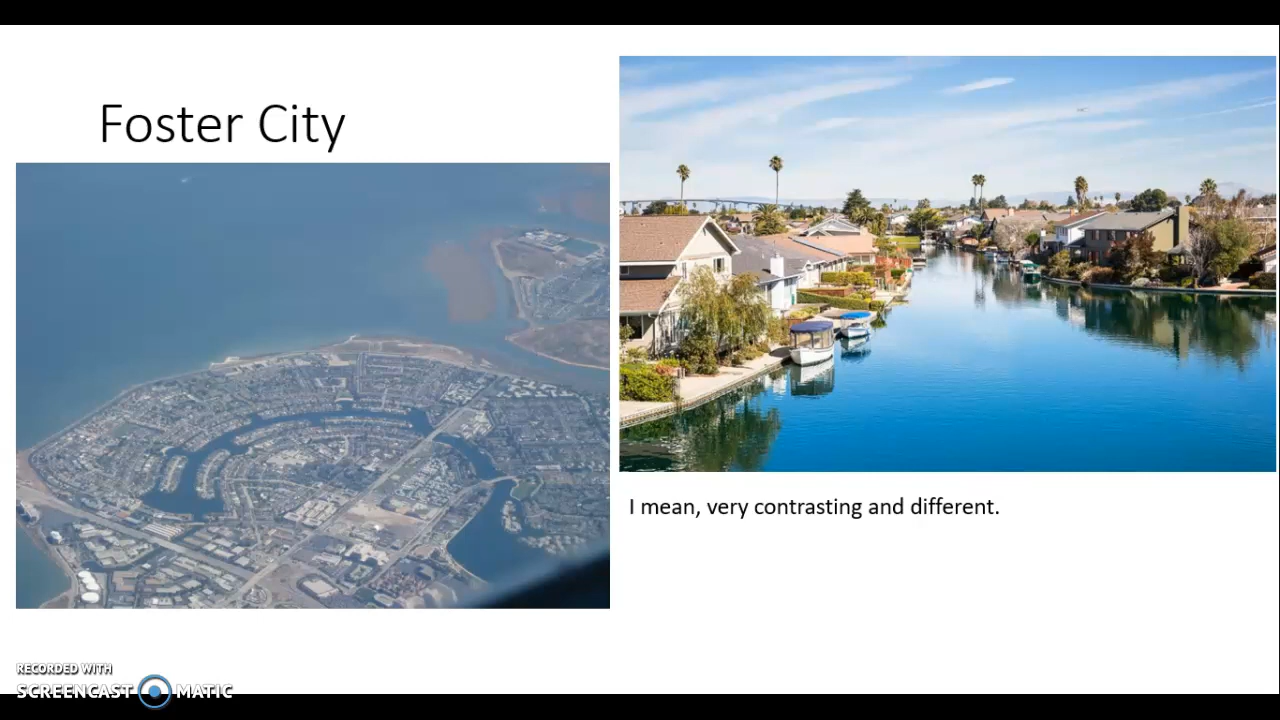 Foster City
I mean, very contrasting and different.
RECORDED WITH
SCREENCAST MATIC